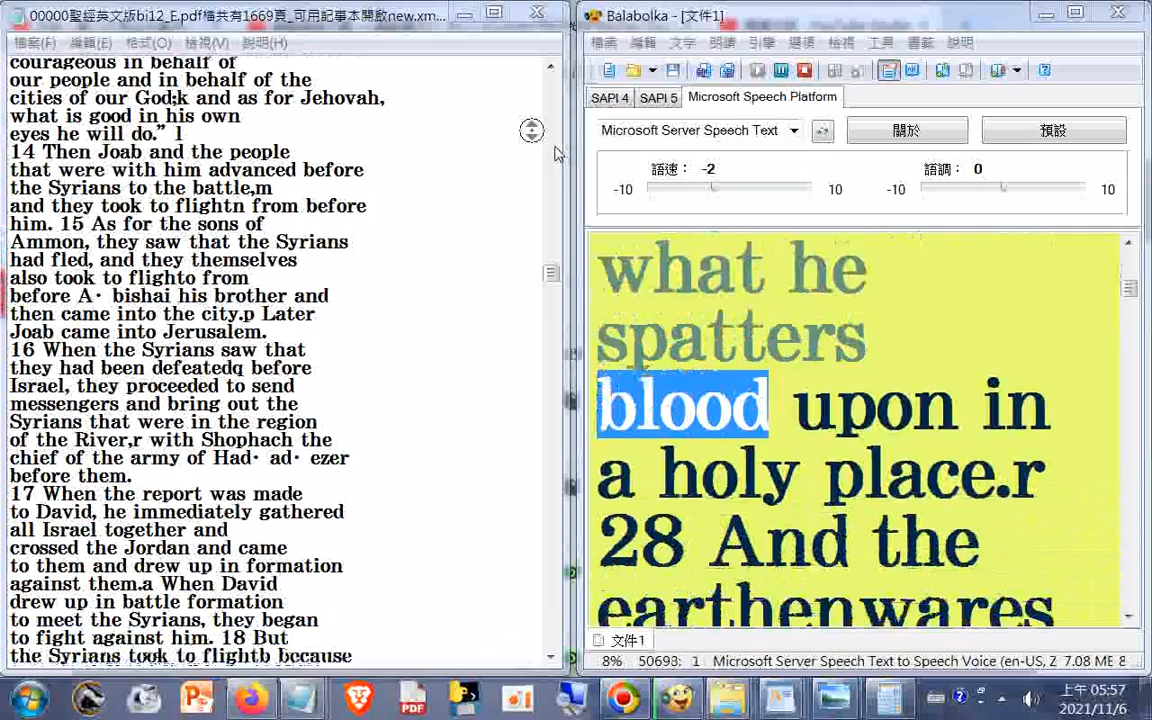 00000聖經英文版bi12_E.pdf檔共有1669頁_可用記事本開啟new.xm...
檔案(F) 編輯(E) 格式(O) 檢視(V) 說明(H)
courageous in behalf of
our people and in behalf of the
cities of our God;k and as for Jehovah,
what is good in his own
eyes he will do.” l
14 Then Joab and the people
that were with him advanced before
the Syrians to the battle,m
and they took to flightn from before
him. 15 As for the sons of
Ammon, they saw that the Syrians
had fled, and they themselves
also took to flighto from
before A· bishai his brother and
then came into the city.p Later
Joab came into Jerusalem.
16 When the Syrians saw that
they had been defeatedq before
Israel, they proceeded to send
messengers and bring out the
Syrians that were in the region
of the River,r with Shophach the
chief of the army of Had· ad· ezer
before them.
17 When the report was made
to David, he immediately gathered
all Israel together and
crossed the Jordan and came
to them and drew up in formation
against them.a When David
drew up in battle formation
to meet the Syrians, they began
to fight against him. 18 But
the Syrians took to flightb because
Balabolka - [文件1]
檔案 編輯 文字 朗讀 引擎 選項 檢視 工具 書籤 說明
SAPI 4 SAPI 5 Microsoft Speech Platform
Microsoft Server Speech Text 關於 預設
語速： -2 語調： 0
-10 10 -10 10
what he
spatters
blood upon in
a holy place.r
28 And the
earthenwares
文件1
8% 50693: 1 Microsoft Server Speech Text to Speech Voice (en-US, Z 7.08 MB 8
PDF
上午 05:57
2021/11/6